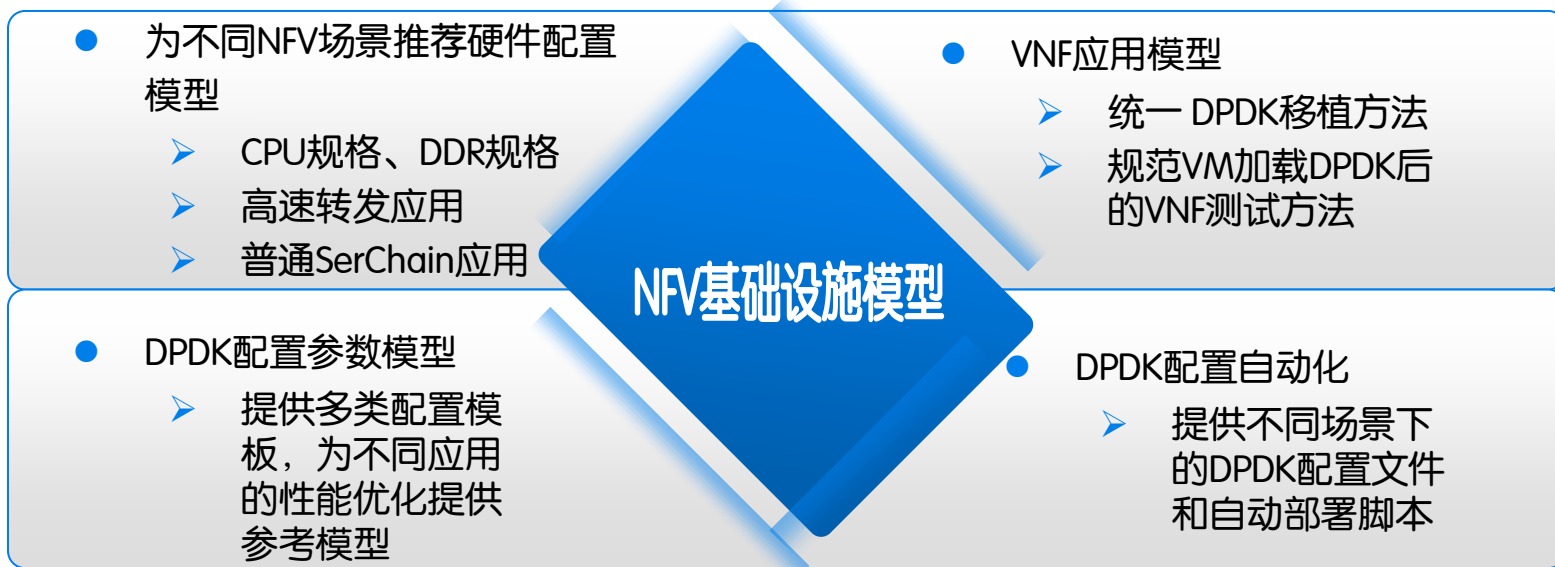 为不同NFV场景推荐硬件配置
模型
CPU规格、DDR规格
高速转发应用
普通SerChain应用
VNF应用模型
统一 DPDK移植方法
规范VM加载DPDK后
的VNF测试方法
NFV基础设施模型
DPDK配置参数模型
提供多类配置模
板，为不同应用
的性能优化提供
参考模型
DPDK配置自动化
提供不同场景下
的DPDK配置文件
和自动部署脚本